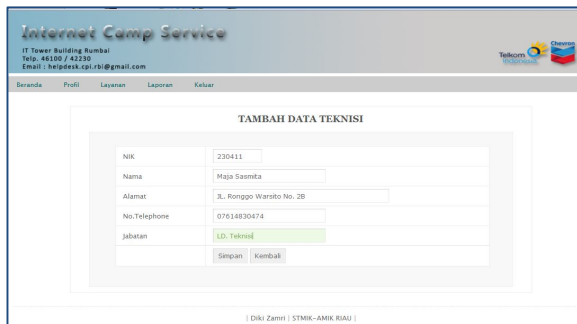 Internet Camp Service
IT Tower Building Rumbai
Telp. 46100 / 42230
Email : helpdesk.cpi.rbi@gmail.com
Telkom Indonesia
Chevron
Beranda Profil Layanan Laporan Keluar
TAMBAH DATA TEKNISI
NIK 230411
Nama Maja Sasmita
Alamat JL. Ronggo Warsito No. 2B
No.Telephone 07614830474
Jabatan LD. Teknisi
Simpan Kembali
| Diki Zamri | STMIK-AMIK RIAU |